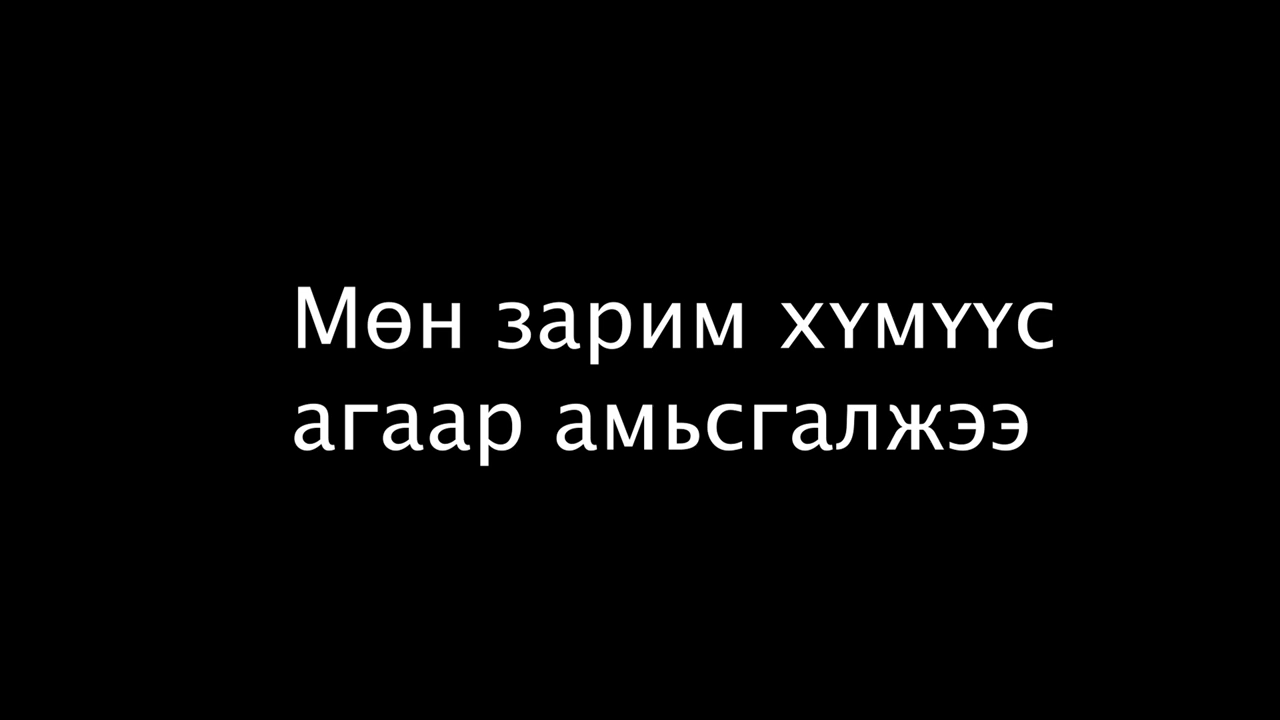 Мөн зарим хүмүүс
агаар амьсгалжээ